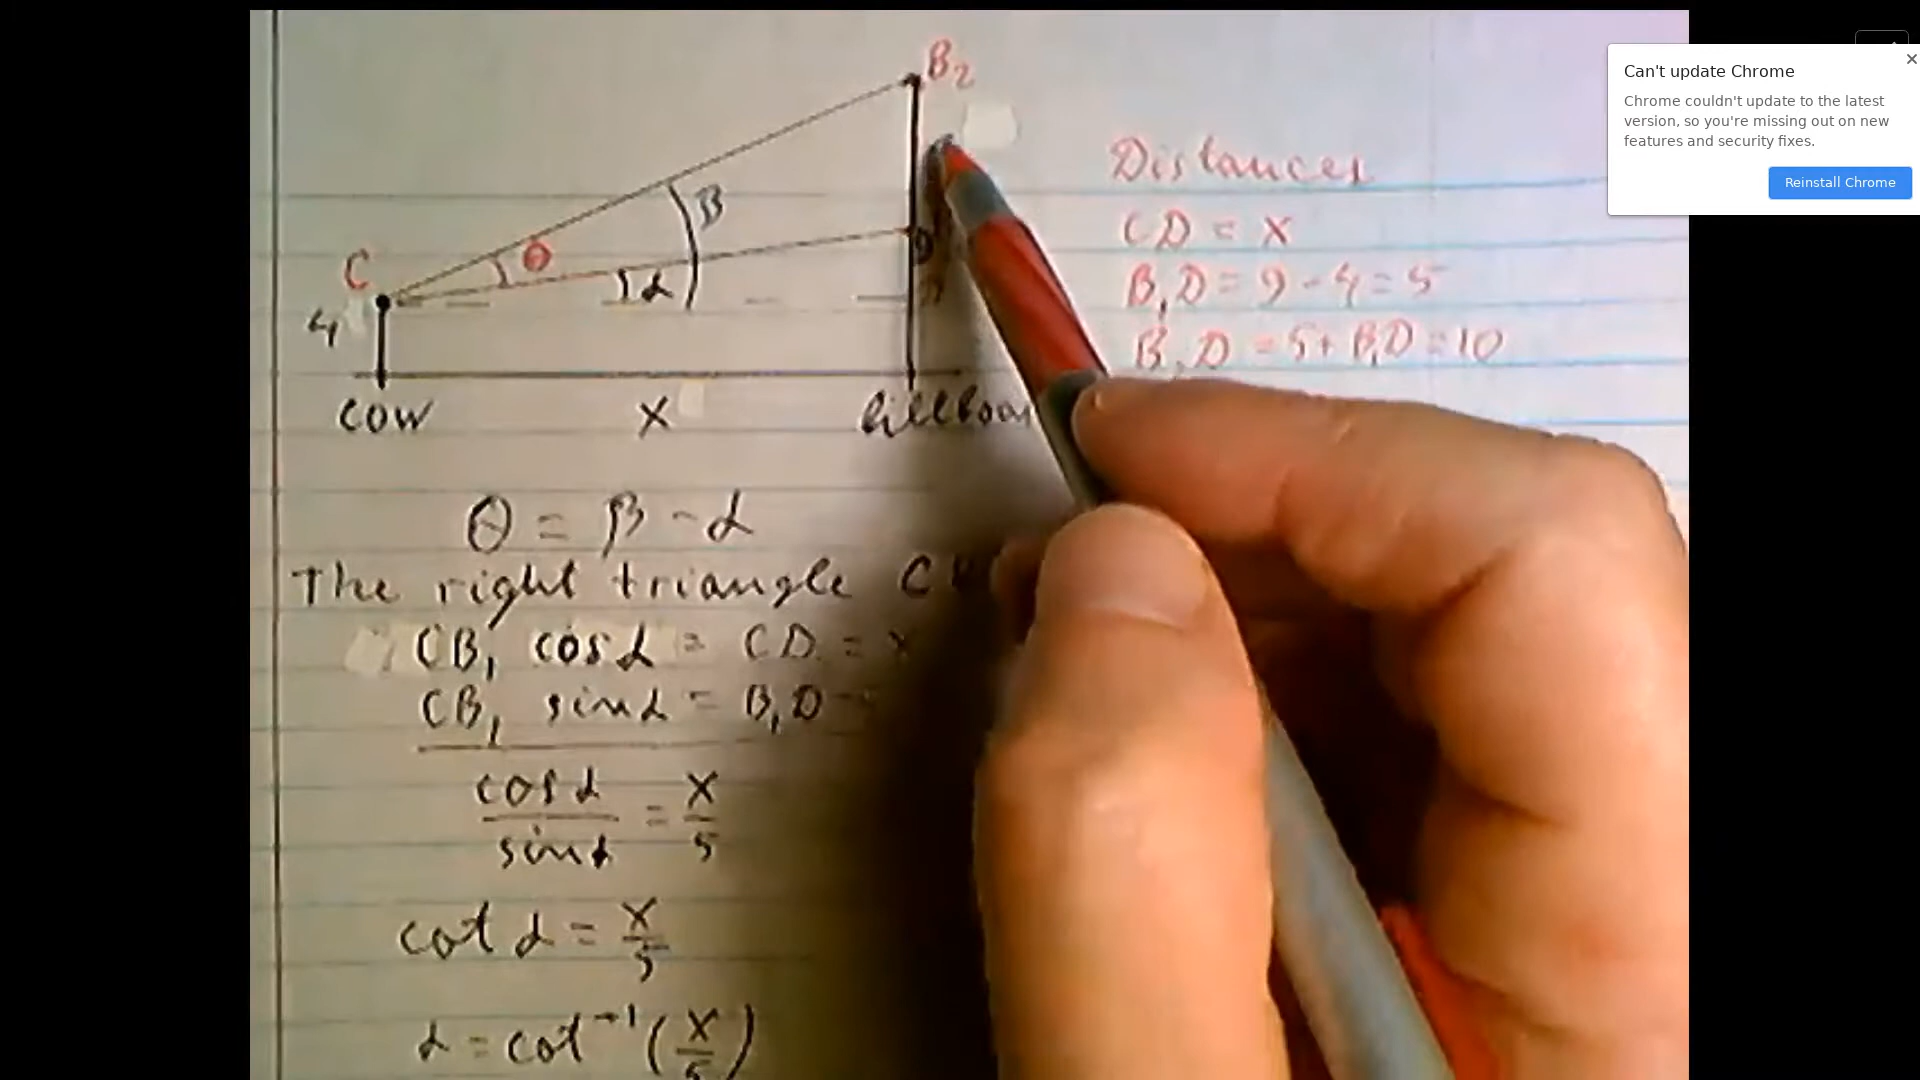 B₂
C
θ
β
α
4
cow
x
Distances
CD = x
B₁D = 9 - 4 = 5
B₂D = 5 + B₁D = 10
θ = β - α
The right triangle C
CB₁ cos α = CD = x
CB₁ sin α = B₁D =
cos α / sin α = x / 5
cot α = x / 5
α = cot⁻¹ (x / 5)
Can't update Chrome
Chrome couldn't update to the latest
version, so you're missing out on new
features and security fixes.
Reinstall Chrome